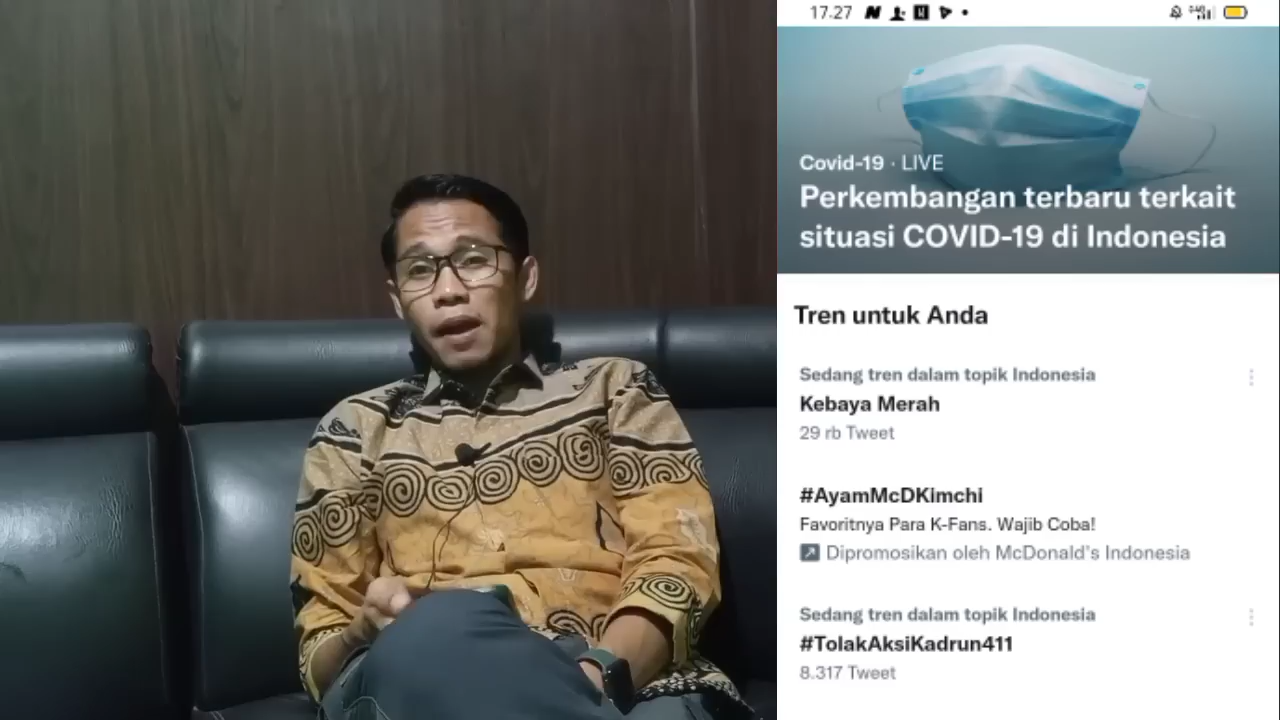 17.27
Covid-19 · LIVE
Perkembangan terbaru terkait
situasi COVID-19 di Indonesia
Tren untuk Anda
Sedang tren dalam topik Indonesia
Kebaya Merah
29 rb Tweet
#AyamMcDKimchi
Favoritnya Para K-Fans. Wajib Coba!
Dipromosikan oleh McDonald's Indonesia
Sedang tren dalam topik Indonesia
#TolakAksiKadrun411
8.317 Tweet